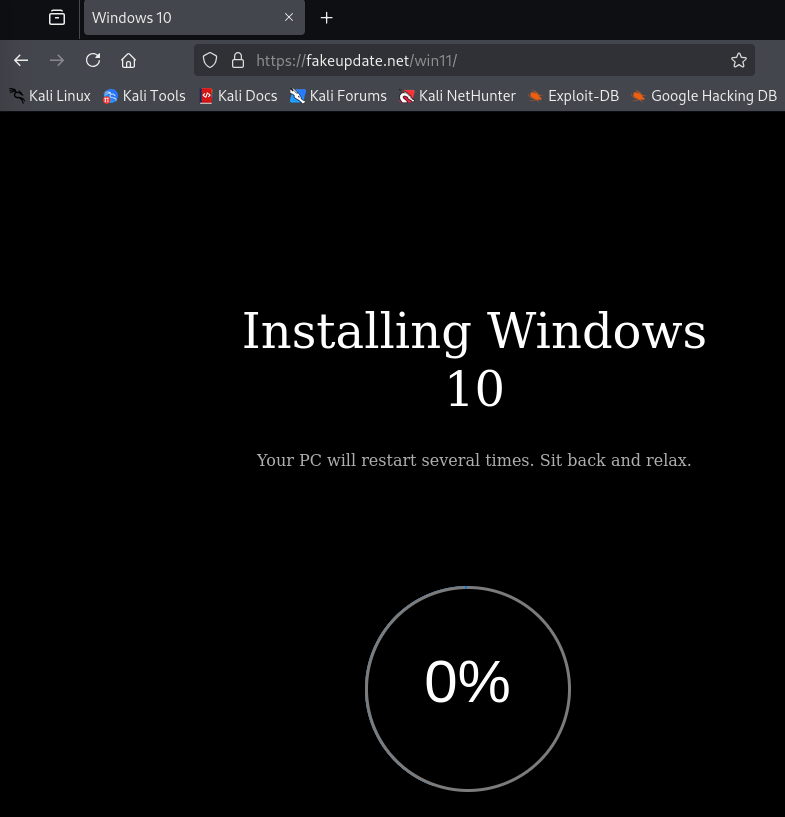 Windows 10
https://fakeupdate.net/win11/
Kali Linux Kali Tools Kali Docs Kali Forums Kali NetHunter Exploit-DB Google Hacking DB
Installing Windows
10
Your PC will restart several times. Sit back and relax.
0%